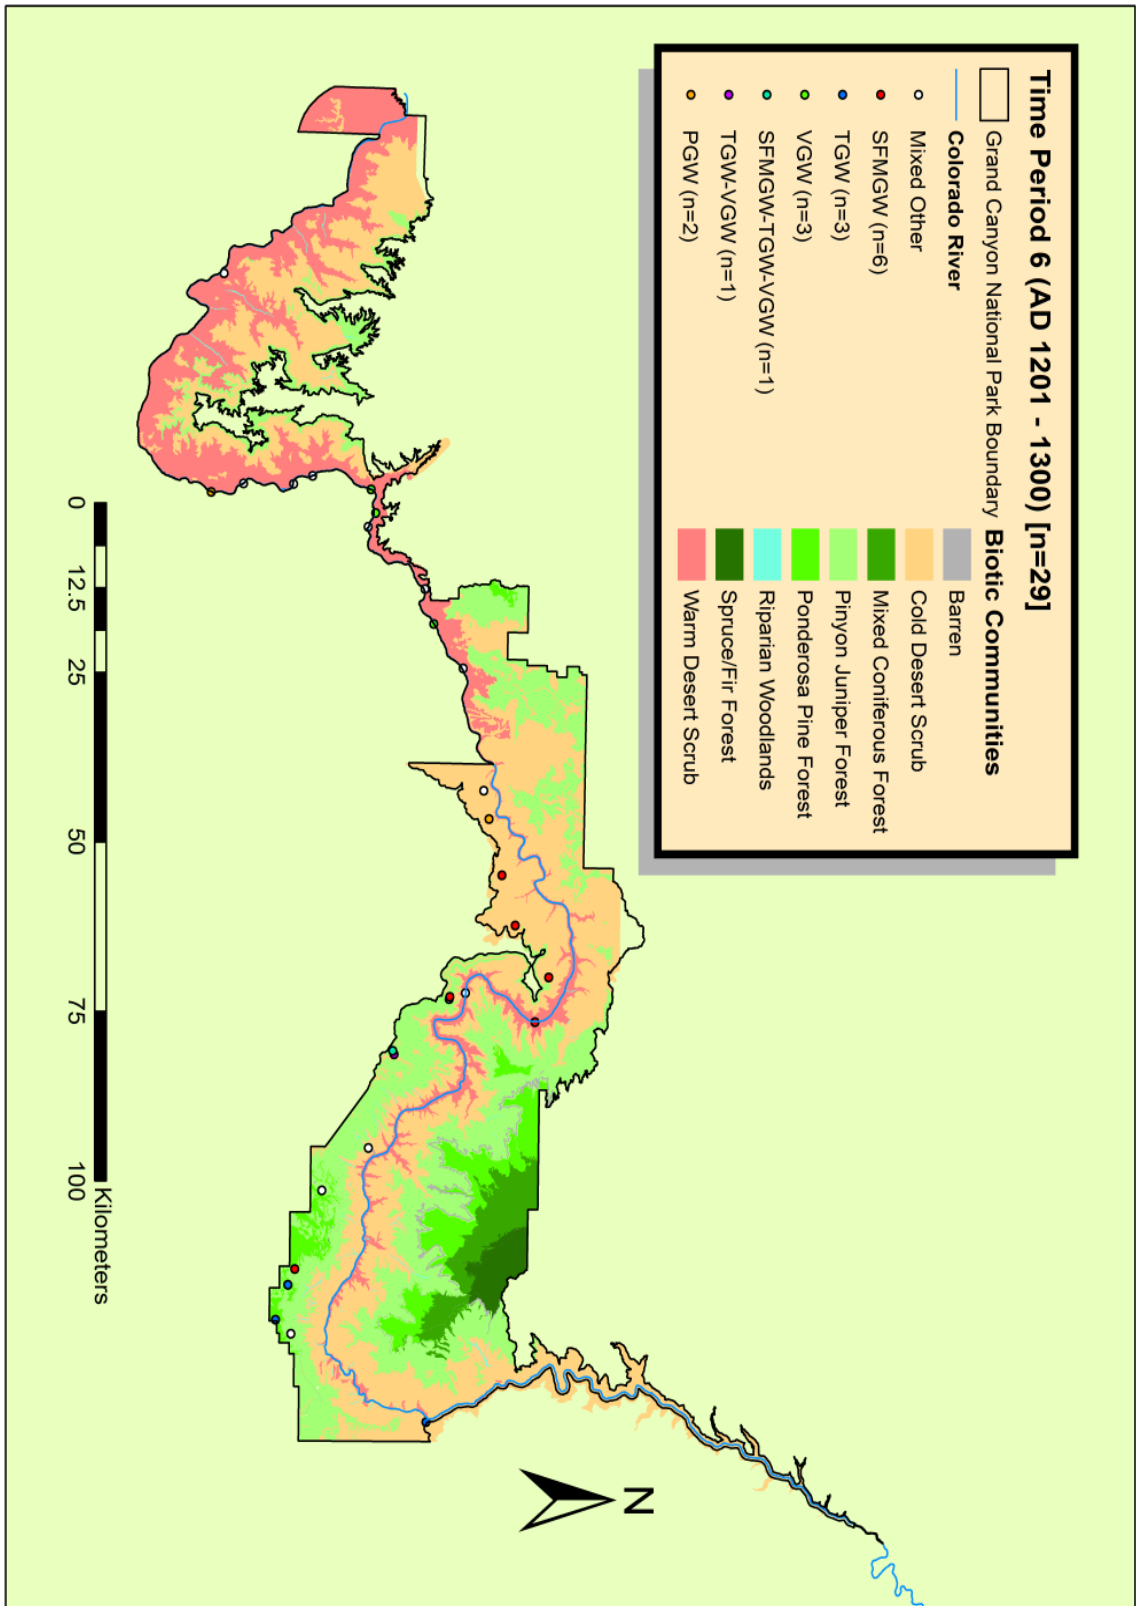 Time Period 6 (AD 1201 - 1300) [n=29]
Grand Canyon National Park Boundary
Colorado River
Mixed Other
SFMGW (n=6)
TGW (n=3)
VGW (n=3)
SFMGW-TGW-VGW (n=1)
TGW-VGW (n=1)
PGW (n=2)
Biotic Communities
Barren
Cold Desert Scrub
Mixed Coniferous Forest
Pinyon Juniper Forest
Ponderosa Pine Forest
Riparian Woodlands
Spruce/Fir Forest
Warm Desert Scrub
N
0 12.5 25 50 75 100
Kilometers